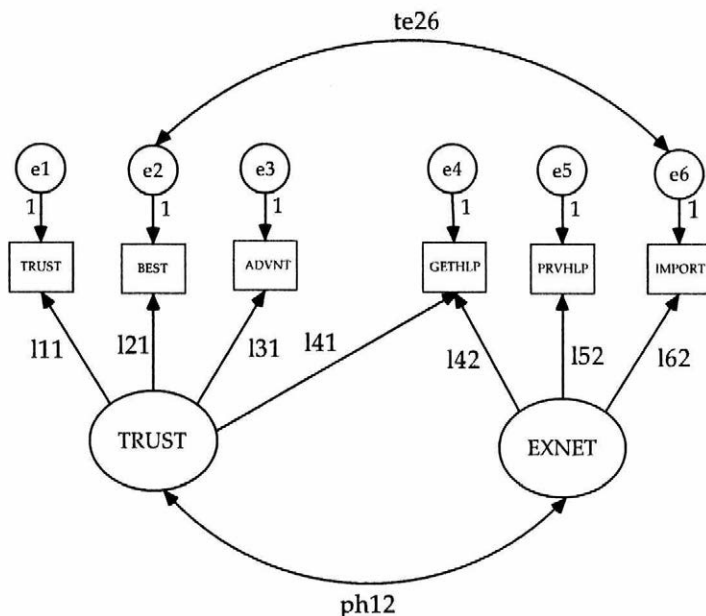 te26
e1 e2 e3 e4 e5 e6
1 1 1 1 1 1
TRUST BEST ADVNT GETHLP PRVHLP IMPORT
l11 l21 l31 l41 l42 l52 l62
TRUST EXNET
ph12